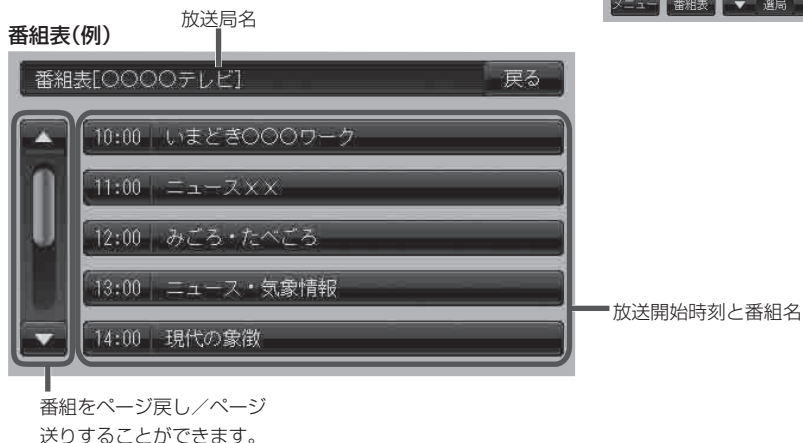 メニュー 番組表 ▼ 選局
放送局名
番組表(例)
番組表[○○○○テレビ] 戻る
▲
10:00 いまどき○○○ワーク
11:00 ニュース××
12:00 みごろ・たべごろ
13:00 ニュース・気象情報
▼
14:00 現代の象徴
放送開始時刻と番組名
番組をページ戻し/ページ
送りすることができます。